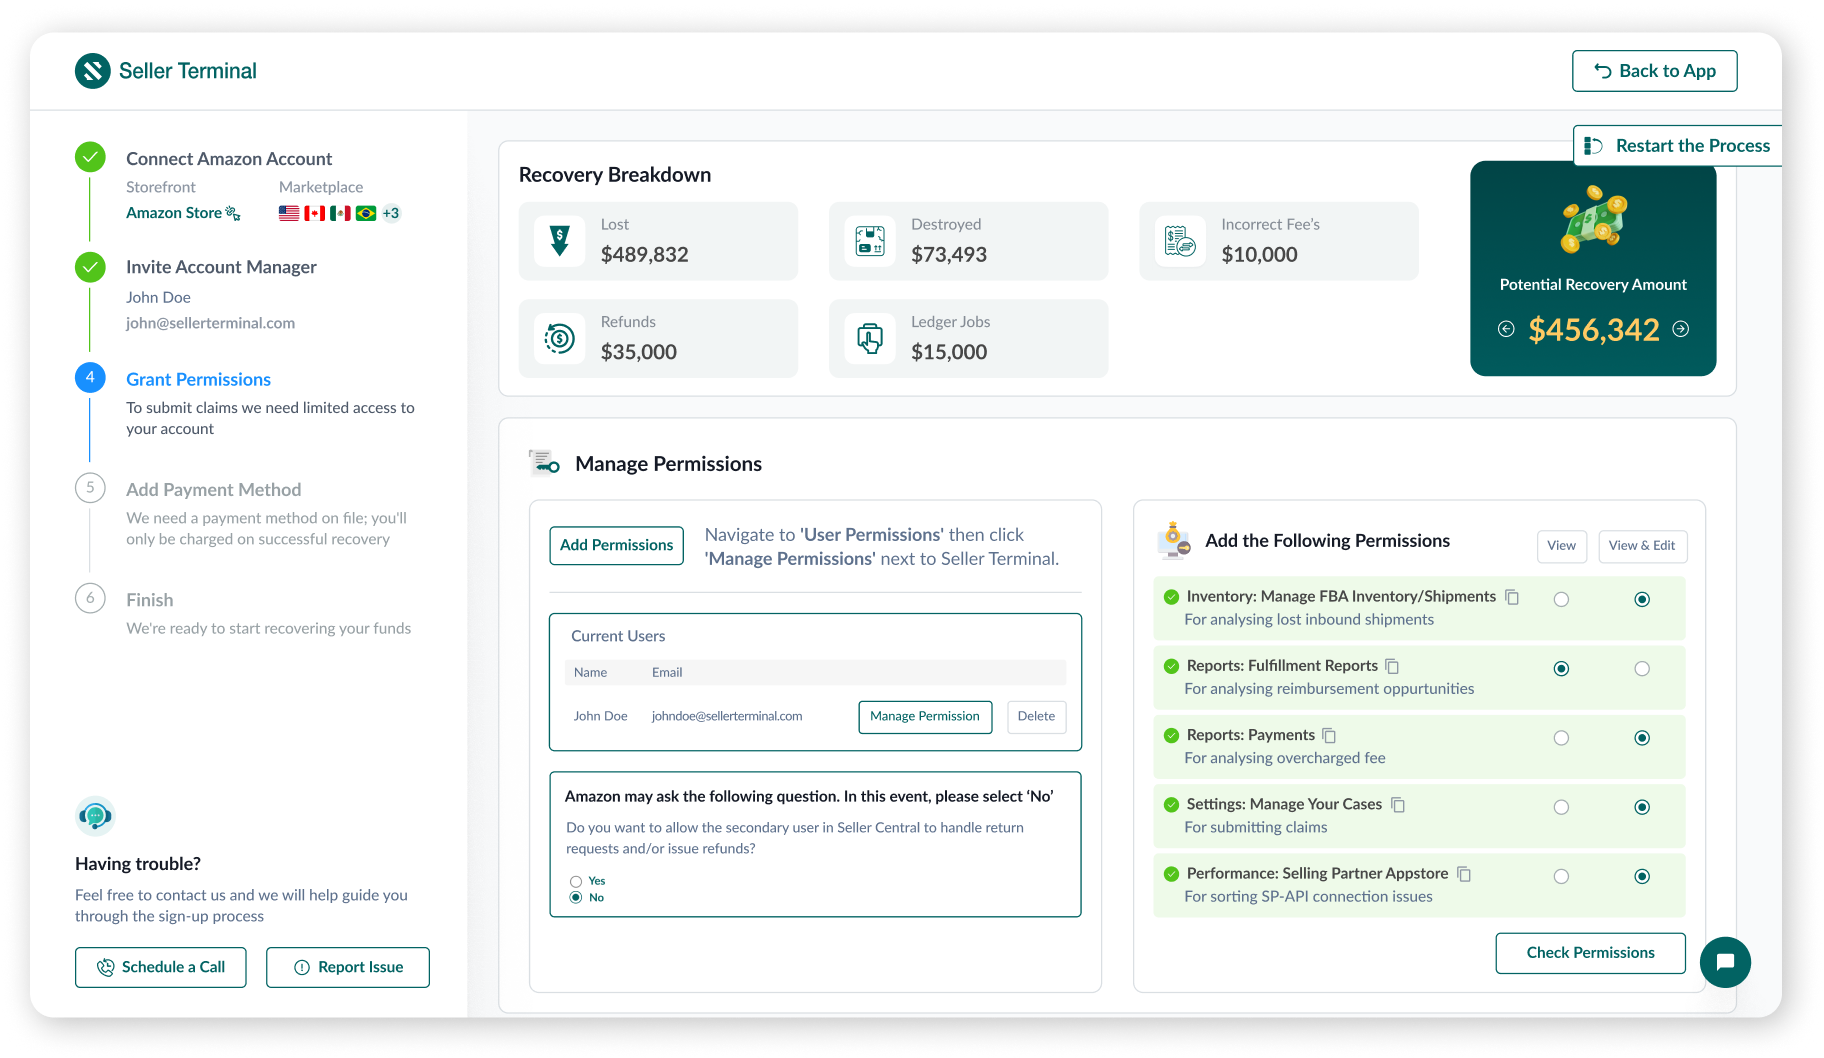 Seller Terminal
Back to App
Restart the Process
Connect Amazon Account
Storefront
Marketplace
Amazon Store
+3
Invite Account Manager
John Doe
john@sellerterminal.com
4
Grant Permissions
To submit claims we need limited access to
your account
5
Add Payment Method
We need a payment method on file; you'll
only be charged on successful recovery
6
Finish
We're ready to start recovering your funds
Having trouble?
Feel free to contact us and we will help guide you
through the sign-up process
Schedule a Call
Report Issue
Recovery Breakdown
Lost
$489,832
Destroyed
$73,493
Incorrect Fee's
$10,000
Refunds
$35,000
Ledger Jobs
$15,000
Potential Recovery Amount
$456,342
Manage Permissions
Add Permissions
Navigate to 'User Permissions' then click
'Manage Permissions' next to Seller Terminal.
Current Users
Name
Email
John Doe
johndoe@sellerterminal.com
Manage Permission
Delete
Amazon may ask the following question. In this event, please select ‘No’
Do you want to allow the secondary user in Seller Central to handle return
requests and/or issue refunds?
Yes
No
Add the Following Permissions
View
View & Edit
Inventory: Manage FBA Inventory/Shipments
For analysing lost inbound shipments
Reports: Fulfillment Reports
For analysing reimbursement oppurtunities
Reports: Payments
For analysing overcharged fee
Settings: Manage Your Cases
For submitting claims
Performance: Selling Partner Appstore
For sorting SP-API connection issues
Check Permissions